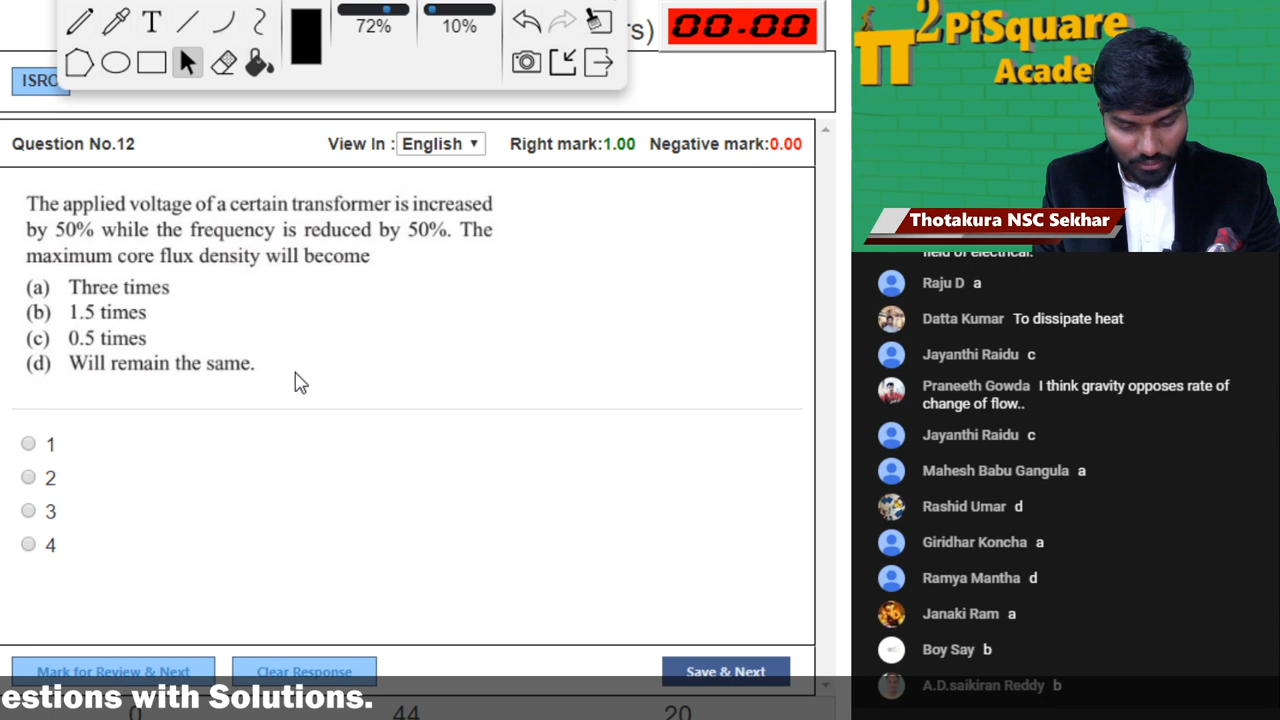 T
72%
10%
rs)
00:00
ISRO
Question No.12
View In :
English
Right mark:1.00
Negative mark:0.00
The applied voltage of a certain transformer is increased
by 50% while the frequency is reduced by 50%. The
maximum core flux density will become
(a) Three times
(b) 1.5 times
(c) 0.5 times
(d) Will remain the same.
1
2
3
4
Mark for Review & Next
Clear Response
Save & Next
estions with Solutions.
0
44
20
π
2PiSquare
Acade
Thotakura NSC Sekhar
field of electrical.
Raju D a
Datta Kumar To dissipate heat
Jayanthi Raidu c
Praneeth Gowda I think gravity opposes rate of
change of flow..
Jayanthi Raidu c
Mahesh Babu Gangula a
Rashid Umar d
Giridhar Koncha a
Ramya Mantha d
Janaki Ram a
Boy Say b
A.D.saikiran Reddy b